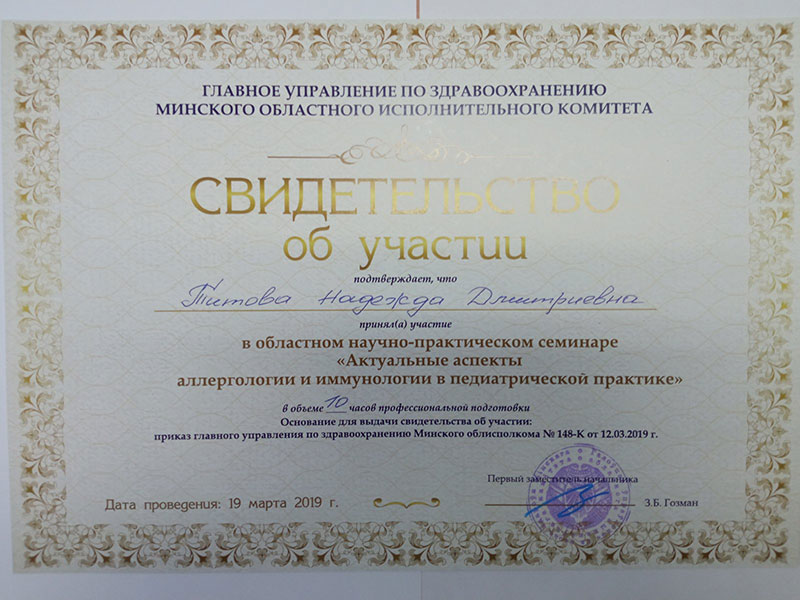 ГЛАВНОЕ УПРАВЛЕНИЕ ПО ЗДРАВООХРАНЕНИЮ
МИНСКОГО ОБЛАСТНОГО ИСПОЛНИТЕЛЬНОГО КОМИТЕТА
СВИДЕТЕЛЬСТВО
об участии
подтверждает, что
Титова Надежда Дмитриевна
принял(а) участие
в областном научно-практическом семинаре
«Актуальные аспекты
аллергологии и иммунологии в педиатрической практике»
в объеме 10 часов профессиональной подготовки
Основание для выдачи свидетельства об участии:
приказ главного управления по здравоохранению Минского облисполкома № 148-К от 12.03.2019 г.
Первый заместитель начальника
Дата проведения: 19 марта 2019 г.
З.Б. Гозман